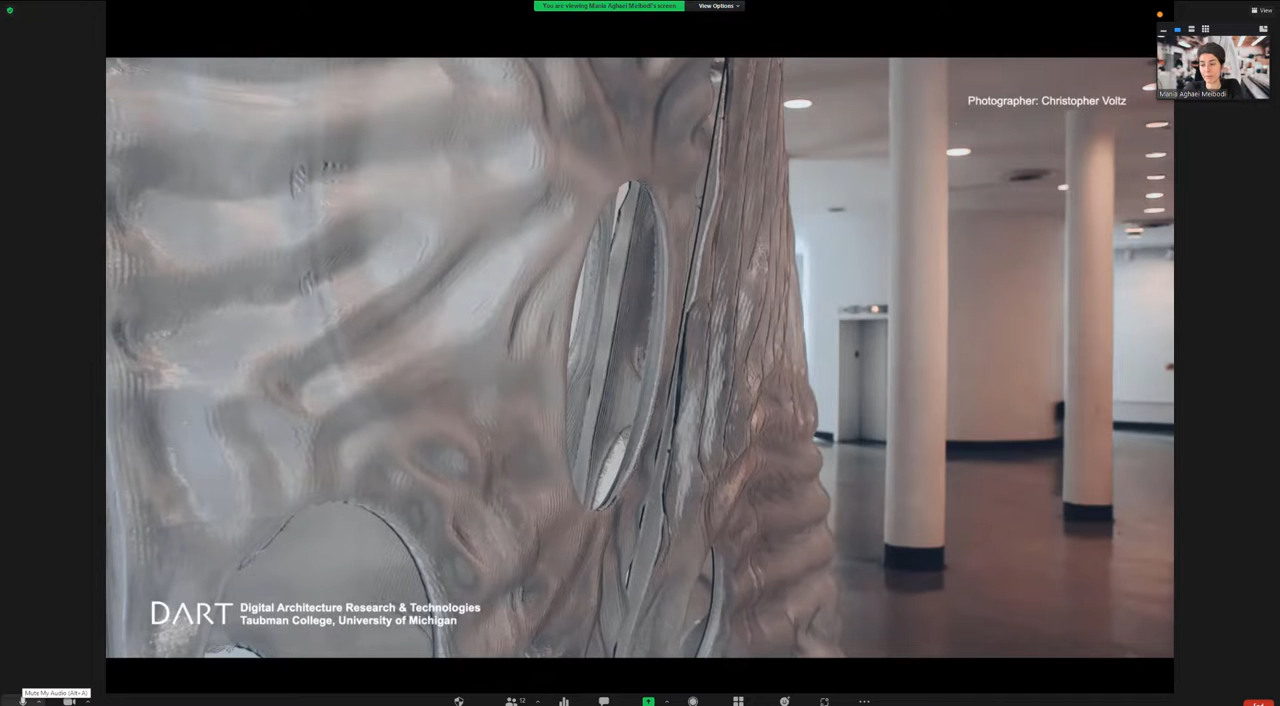 You are viewing Mania Aghaei Meibodi's screen
View Options
View
Mania Aghaei Meibodi
Photographer: Christopher Voltz
DART
Digital Architecture Research & Technologies
Taubman College, University of Michigan
Mute My Audio (Alt+A)
12